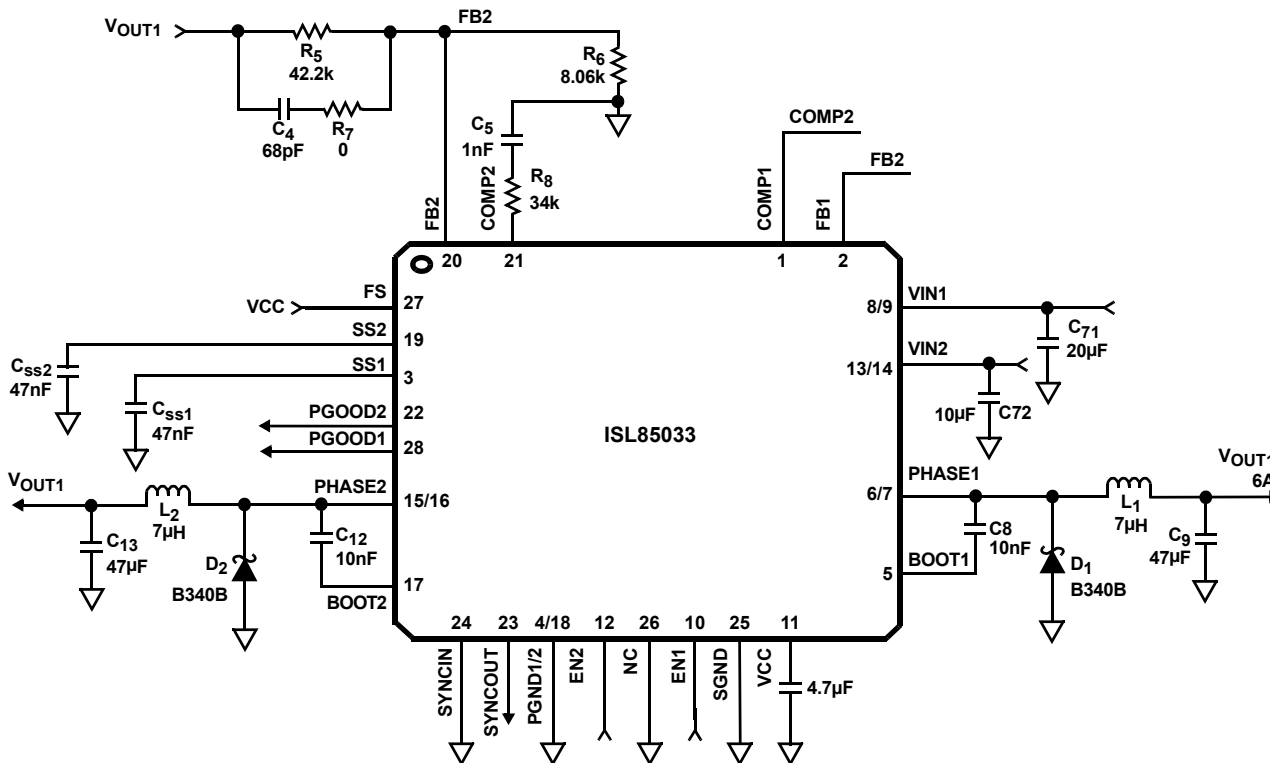 VOUT1
FB2
R5
42.2k
C4
68pF
R7
0
R6
8.06k
C5
1nF
R8
34k
FB2
COMP2
COMP2
COMP1
FB2
FB1
20
21
1
2
VCC
FS
27
SS2
19
SS1
3
Css2
47nF
Css1
47nF
PGOOD2
22
PGOOD1
28
ISL85033
VIN1
8/9
C71
20µF
VIN2
13/14
10µF
C72
VOUT1
L2
7µH
PHASE2
15/16
C13
47µF
D2
B340B
C12
10nF
17
BOOT2
PHASE1
6/7
C8
10nF
5
BOOT1
D1
B340B
L1
7µH
C9
47µF
VOUT1
6A
24
23
4/18
12
26
10
25
11
SYNCIN
SYNCOUT
PGND1/2
EN2
NC
EN1
SGND
VCC
4.7µF